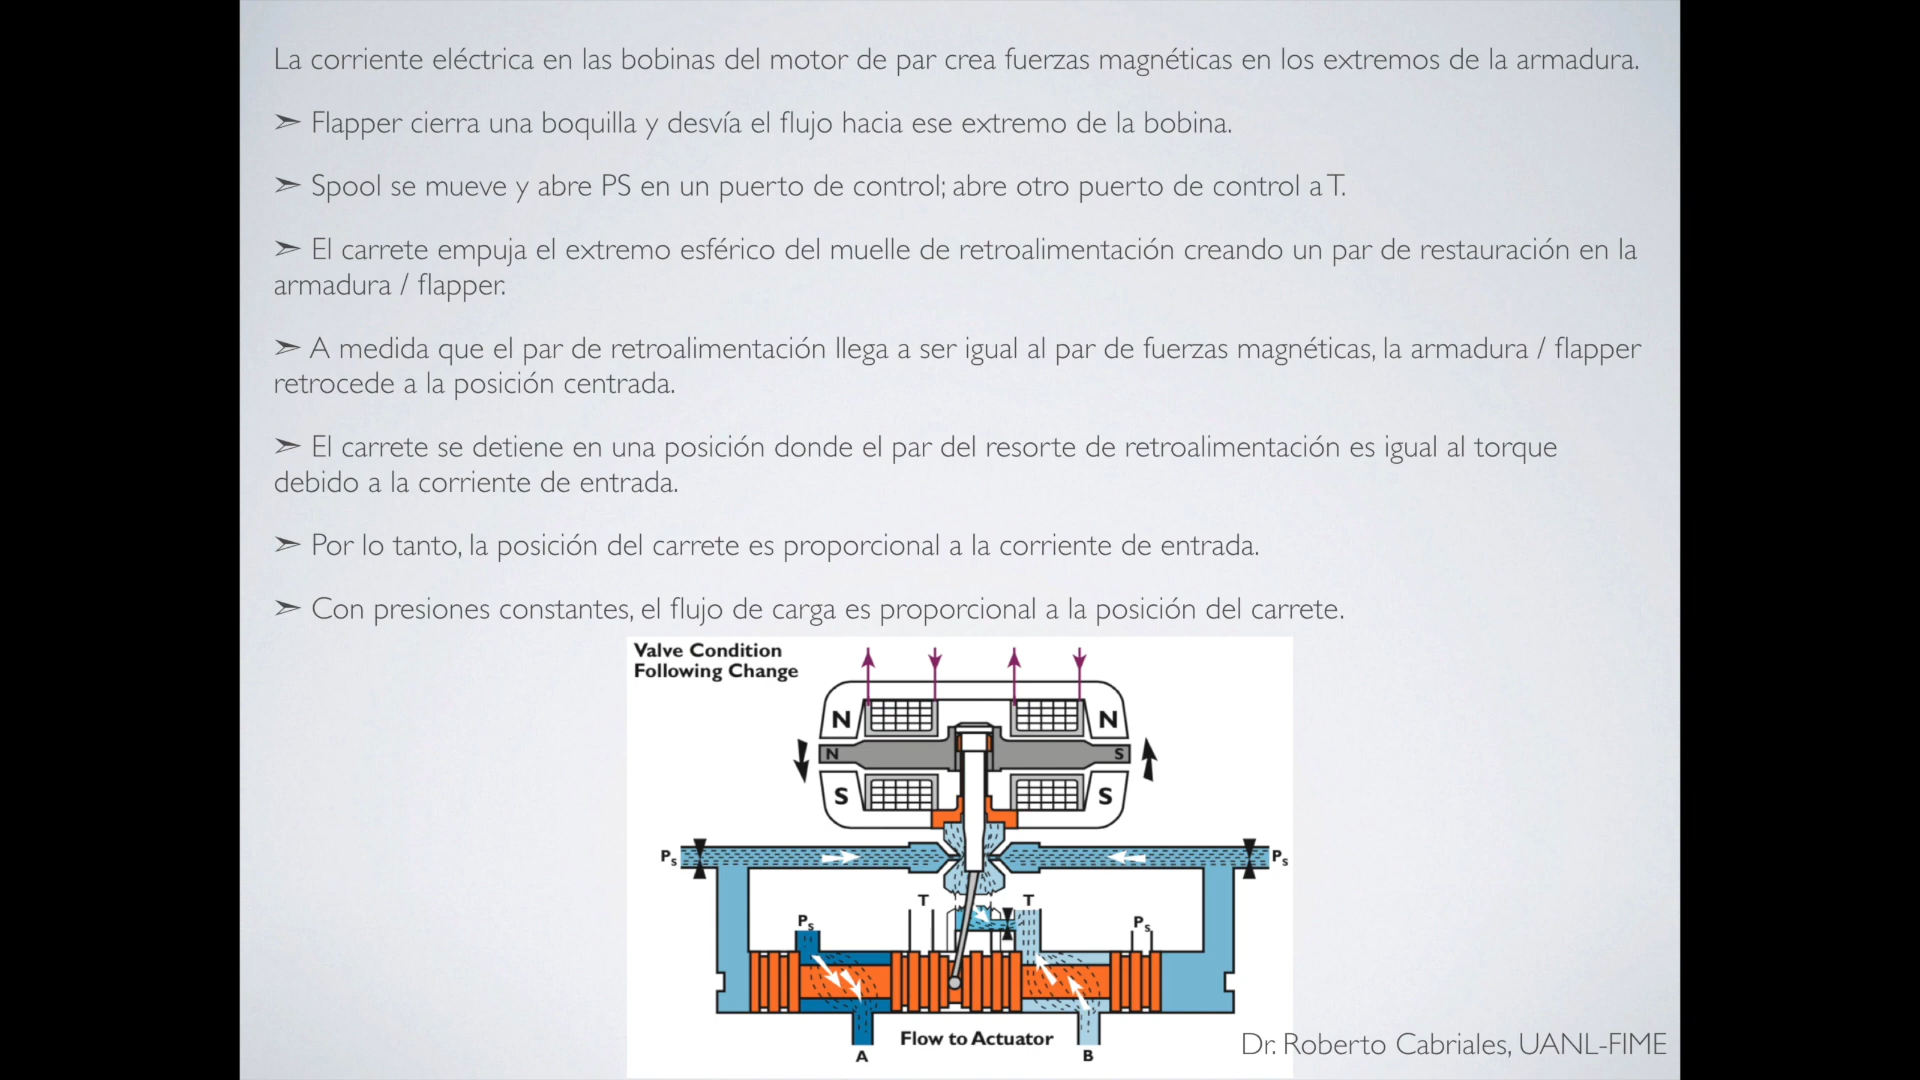 La corriente eléctrica en las bobinas del motor de par crea fuerzas magnéticas en los extremos de la armadura.
➣ Flapper cierra una boquilla y desvía el flujo hacia ese extremo de la bobina.
➣ Spool se mueve y abre PS en un puerto de control; abre otro puerto de control a T.
➣ El carrete empuja el extremo esférico del muelle de retroalimentación creando un par de restauración en la
armadura / flapper.
➣ A medida que el par de retroalimentación llega a ser igual al par de fuerzas magnéticas, la armadura / flapper
retrocede a la posición centrada.
➣ El carrete se detiene en una posición donde el par del resorte de retroalimentación es igual al torque
debido a la corriente de entrada.
➣ Por lo tanto, la posición del carrete es proporcional a la corriente de entrada.
➣ Con presiones constantes, el flujo de carga es proporcional a la posición del carrete.
Valve Condition
Following Change
N N
N S
S S
Ps Ps
T T
Ps Ps
Flow to Actuator
A B
Dr. Roberto Cabriales, UANL-FIME